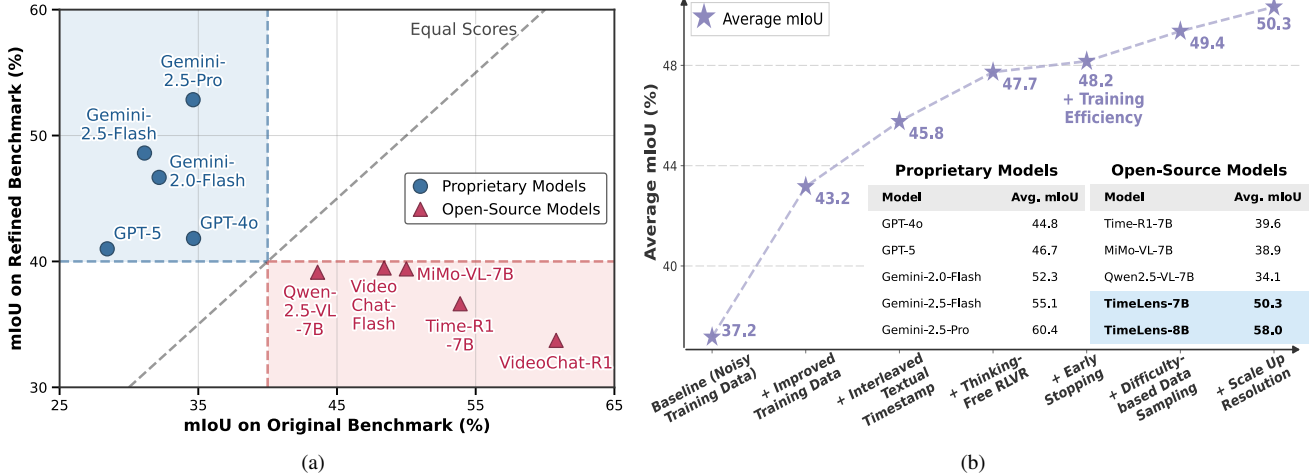 60
50
40
30
mIoU on Refined Benchmark (%)
Equal Scores
Gemini-
2.5-Pro
Gemini-
2.5-Flash
Gemini-
2.0-Flash
GPT-5
GPT-4o
Proprietary Models
Open-Source Models
Qwen-
2.5-VL
-7B
Video
Chat-
Flash
MiMo-VL-7B
Time-R1
-7B
VideoChat-R1
25
35
45
55
65
mIoU on Original Benchmark (%)
(a)
Average mIoU
48
44
40
Average mIoU (%)
37.2
43.2
45.8
47.7
48.2
+ Training
Efficiency
49.4
50.3
Proprietary Models
Model Avg. mIoU
GPT-4o 44.8
GPT-5 46.7
Gemini-2.0-Flash 52.3
Gemini-2.5-Flash 55.1
Gemini-2.5-Pro 60.4
Open-Source Models
Model Avg. mIoU
Time-R1-7B 39.6
MiMo-VL-7B 38.9
Qwen2.5-VL-7B 34.1
TimeLens-7B 50.3
TimeLens-8B 58.0
Baseline (Noisy
Training Data)
+ Improved
Training Data
+ Interleaved
Textual
Timestamp
+ Thinking-
Free RLVR
+ Early
Stopping
+ Difficulty-
based Data
Sampling
+ Scale Up
Resolution
(b)